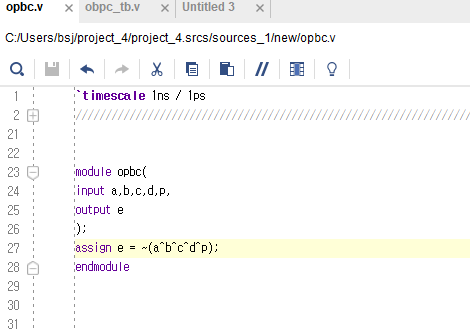 opbc.v × obpc_tb.v × Untitled 3 ×
C:/Users/bsj/project_4/project_4.srcs/sources_1/new/opbc.v
1 `timescale 1ns / 1ps
2 //////////////////////////////////////////////////////////////////////
21
22
23 module opbc(
24 input a,b,c,d,p,
25 output e
26 );
27 assign e = ~(a^b^c^d^p);
28 endmodule
29
30
31